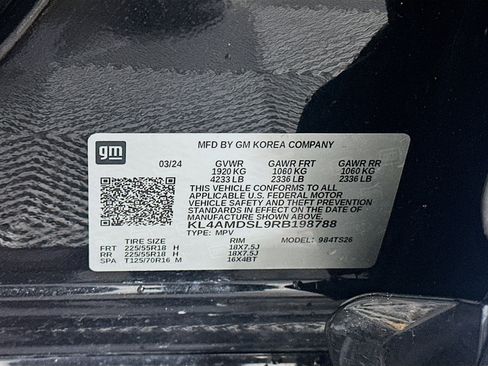 gm
MFD BY GM KOREA COMPANY
03/24 GVWR GAWR FRT GAWR RR
1920 KG 1060 KG 1060 KG
4233 LB 2336 LB 2336 LB
THIS VEHICLE CONFORMS TO ALL
APPLICABLE U.S. FEDERAL MOTOR
VEHICLE SAFETY AND THEFT PREVENTION
STANDARDS IN EFFECT ON THE DATE OF
MANUFACTURE SHOWN ABOVE.
KL4AMDSL9RB198788
TYPE: MPV
TIRE SIZE RIM MODEL: 984TS26
FRT 225/55R18 H 18X7.5J
RR 225/55R18 H 18X7.5J
SPA T125/70R16 M 16X4BT